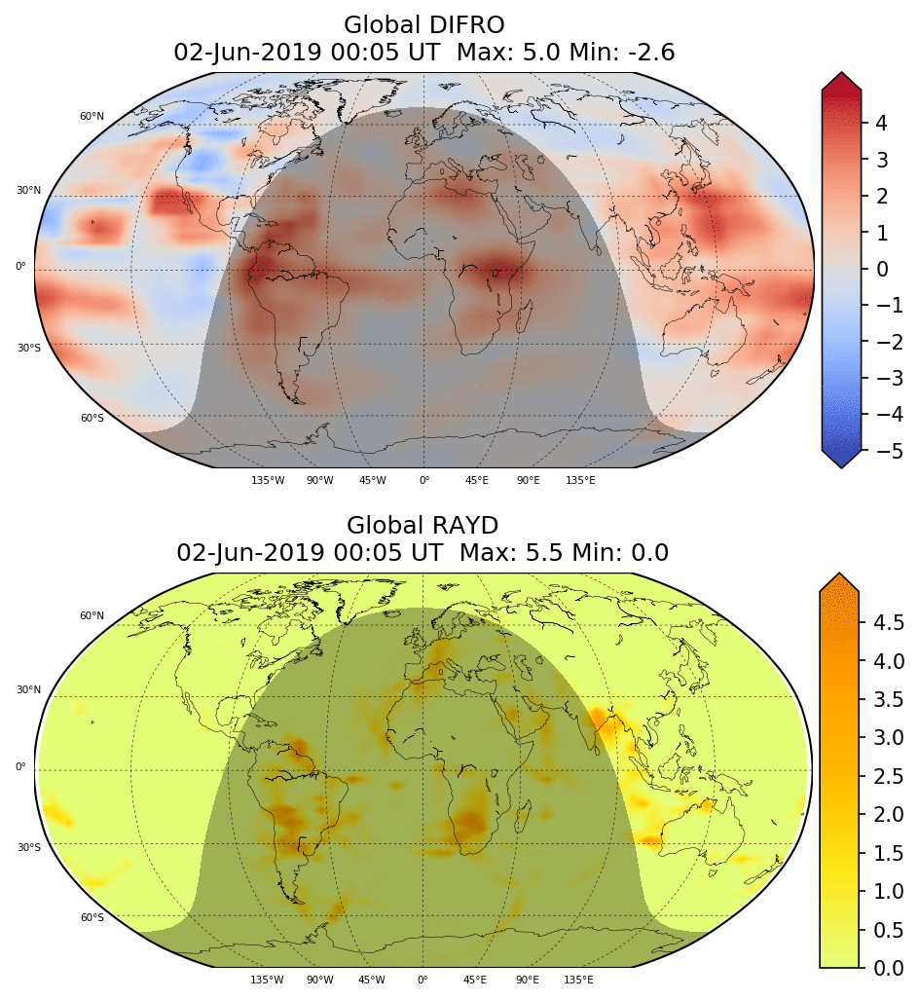 Global DIFRO
02-Jun-2019 00:05 UT  Max: 5.0 Min: -2.6
60°N
30°N
0°
30°S
60°S
135°W 90°W 45°W 0° 45°E 90°E 135°E
4
3
2
1
0
−1
−2
−3
−4
−5
Global RAYD
02-Jun-2019 00:05 UT  Max: 5.5 Min: 0.0
60°N
30°N
0°
30°S
60°S
135°W 90°W 45°W 0° 45°E 90°E 135°E
4.5
4.0
3.5
3.0
2.5
2.0
1.5
1.0
0.5
0.0